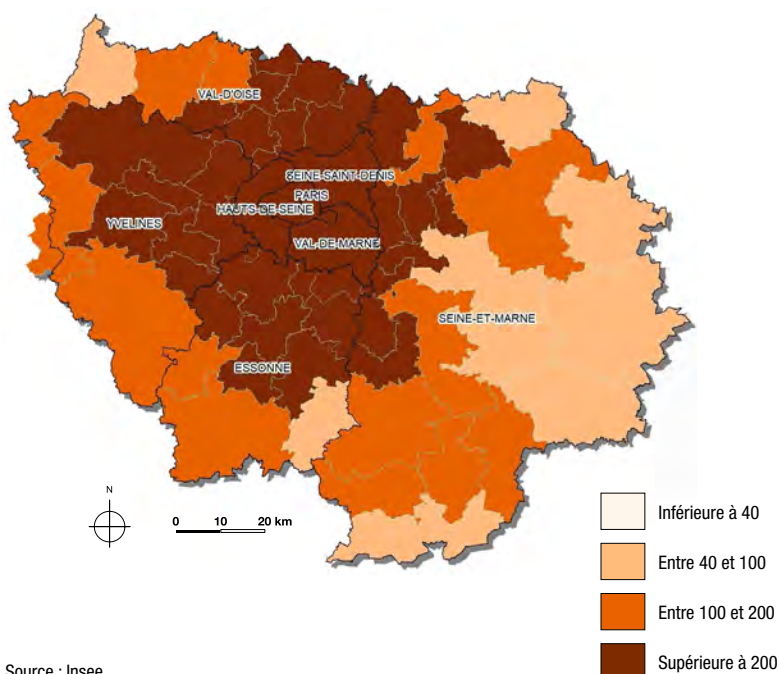 VAL-D'OISE
SEINE-SAINT-DENIS
PARIS
HAUTS-DE-SEINE
YVELINES
VAL-DE-MARNE
SEINE-ET-MARNE
ESSONNE
N
0 10 20 km
Inférieure à 40
Entre 40 et 100
Entre 100 et 200
Supérieure à 200
Source : Insee